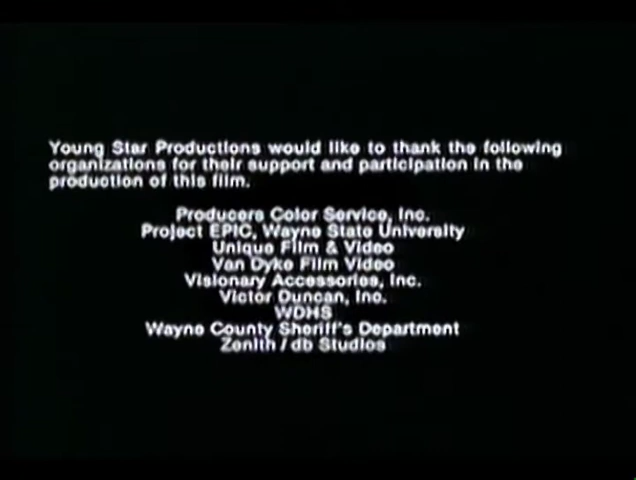 Young Star Productions would like to thank the following
organizations for their support and participation in the
production of this film.
Producers Color Service, Inc.
Project EPIC, Wayne State University
Unique Film & Video
Van Dyke Film Video
Visionary Accessories, Inc.
Victor Duncan, Inc.
WDHS
Wayne County Sheriff's Department
Zenith / db Studios